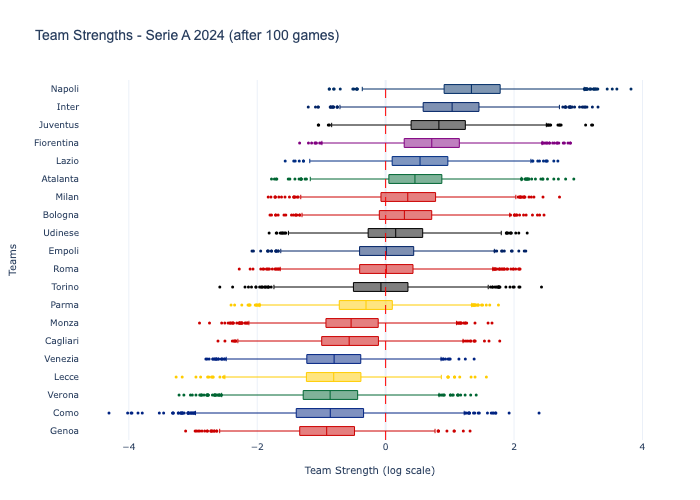 Team Strengths - Serie A 2024 (after 100 games)
Napoli
Inter
Juventus
Fiorentina
Lazio
Atalanta
Milan
Bologna
Udinese
Empoli
Roma
Torino
Parma
Monza
Cagliari
Venezia
Lecce
Verona
Como
Genoa
Teams
−4 −2 0 2 4
Team Strength (log scale)